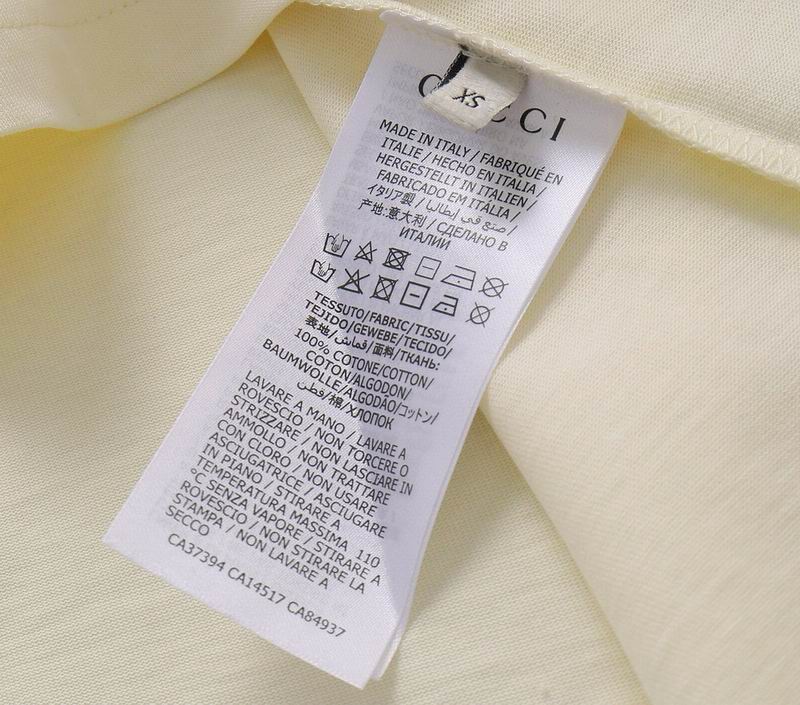 XS
CCI
MADE IN ITALY / FABRIQUÉ EN
ITALIE / HECHO EN ITALIA /
HERGESTELLT IN ITALIEN /
FABRICADO EM ITALIA /
イタリア製 / صنع في إيطاليا /
产地:意大利 / СДЕЛАНО В
ИТАЛИИ
TESSUTO/FABRIC/TISSU/
TEJIDO/GEWEBE/TECIDO/
表地/قماش/面料/ТКАНЬ:
100% COTONE/COTTON/
COTON/ALGODON/
BAUMWOLLE/ALGODÃO/コットン/
قطن/棉/ХЛОПОК
LAVARE A MANO / LAVARE A
ROVESCIO / NON TORCERE O
STRIZZARE / NON LASCIARE IN
AMMOLLO / NON TRATTARE
CON CLORO / NON USARE
ASCIUGATRICE / ASCIUGARE
IN PIANO / STIRARE A
TEMPERATURA MASSIMA 110
°C SENZA VAPORE / STIRARE A
ROVESCIO / NON STIRARE LA
STAMPA / NON LAVARE A
SECCO
CA37394 CA14517 CA84937